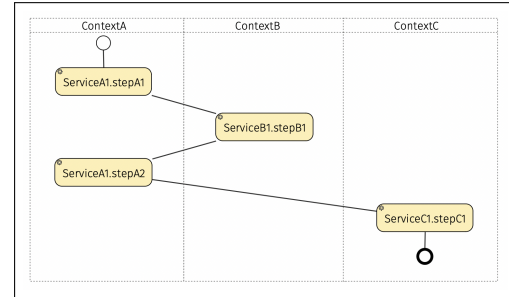 ContextA
ContextB
ContextC
ServiceA1.stepA1
ServiceB1.stepB1
ServiceA1.stepA2
ServiceC1.stepC1